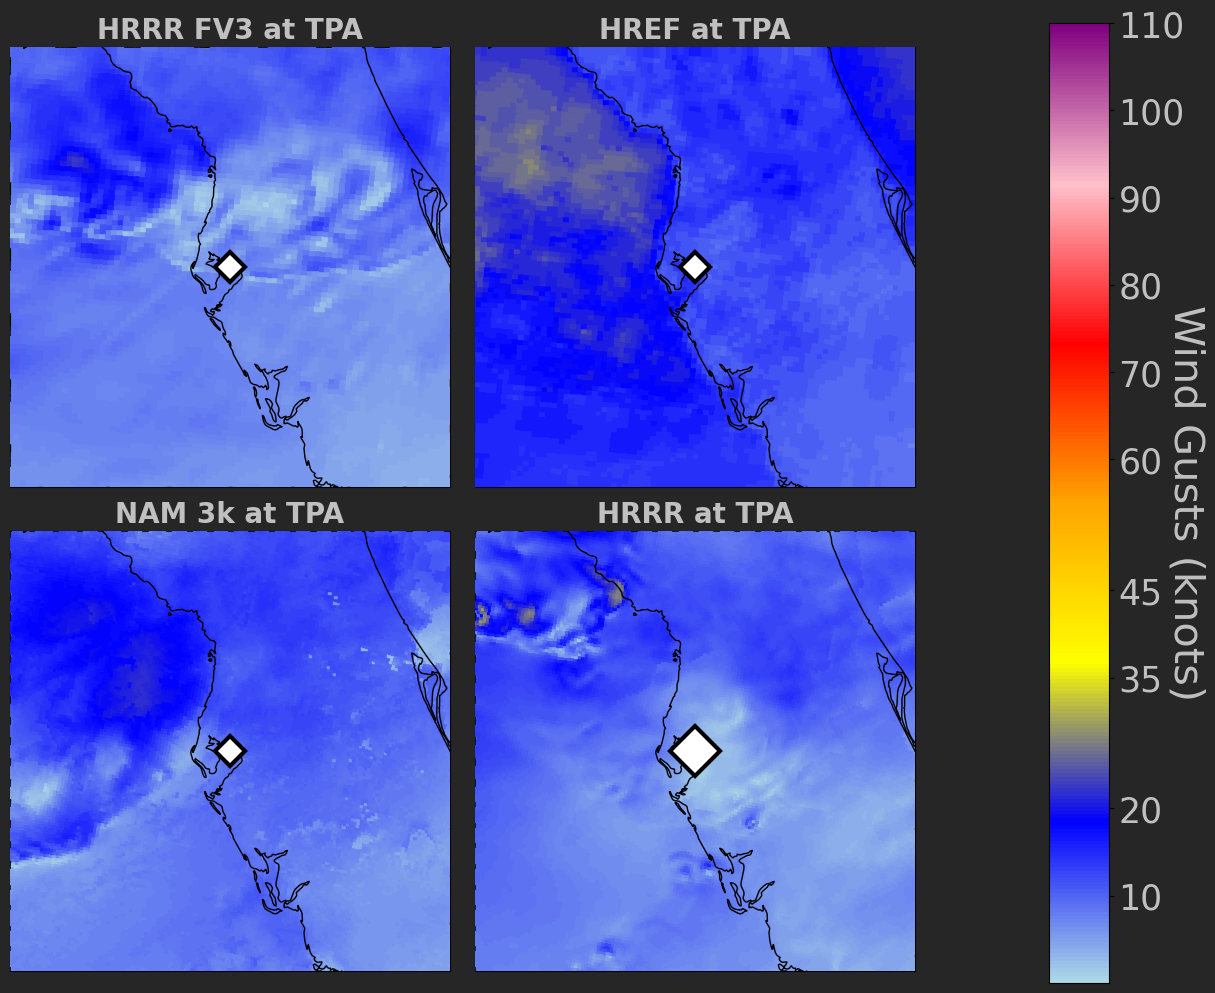 HRRR FV3 at TPA
HREF at TPA
NAM 3k at TPA
HRRR at TPA
110
100
90
80
70
60
45
35
20
10
Wind Gusts (knots)